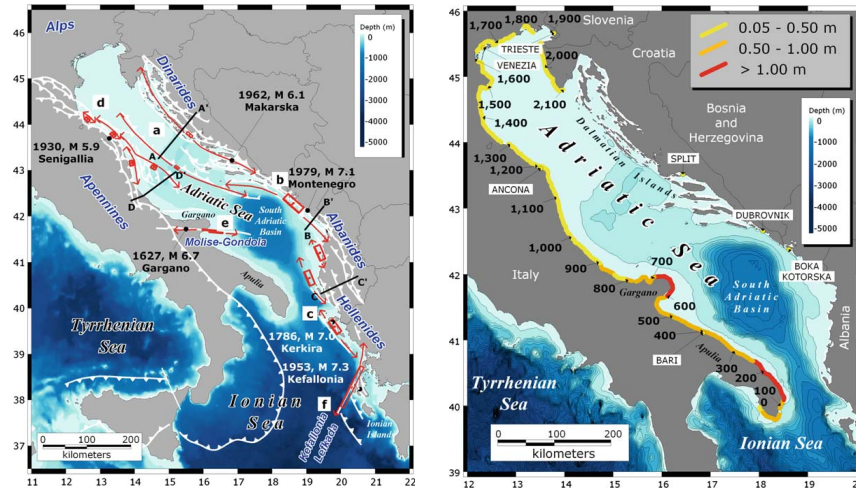 Alps
Depth (m)
0
-1000
-2000
-3000
-4000
-5000
46
45
44
43
42
41
40
39
38
37
11 12 13 14 15 16 17 18 19 20 21 22
Dinarides
1962, M 6.1
Makarska
A'
d
a
1930, M 5.9
Senigallia
A
D'
b
1979, M 7.1
Montenegro
Apennines
Adriatic Sea
D
B'
B
Albanides
Gargano
e
South
Adriatic
Basin
Molise-Gondola
1627, M 6.7
Gargano
Apulia
C
C'
Hellenides
c
Tyrrhenian
Sea
1786, M 7.0
Kerkira
1953, M 7.3
Kefallonia
Ionian
Sea
f
Kefallonia
Lefkada
Ionian
Island
0 100 200
kilometers
46
45
44
43
42
41
40
39
12 13 14 15 16 17 18 19
1,700
1,800
1,900
Slovenia
0.05 - 0.50 m
0.50 - 1.00 m
> 1.00 m
TRIESTE
VENEZIA
2,000
Croatia
1,600
2,100
1,500
1,400
Depth (m)
0
-1000
-2000
-3000
-4000
-5000
Bosnia
and
Herzegovina
Adriatic Sea
Dalmatian
Islands
SPLIT
1,300
1,200
ANCONA
1,100
DUBROVNIK
1,000
Italy
900
800
700
Gargano
600
BOKA
KOTORSKA
South
Adriatic
Basin
500
400
BARI
Apulia
300
200
100
0
Albania
Tyrrhenian
Sea
Ionian Sea
0 100 200
kilometers